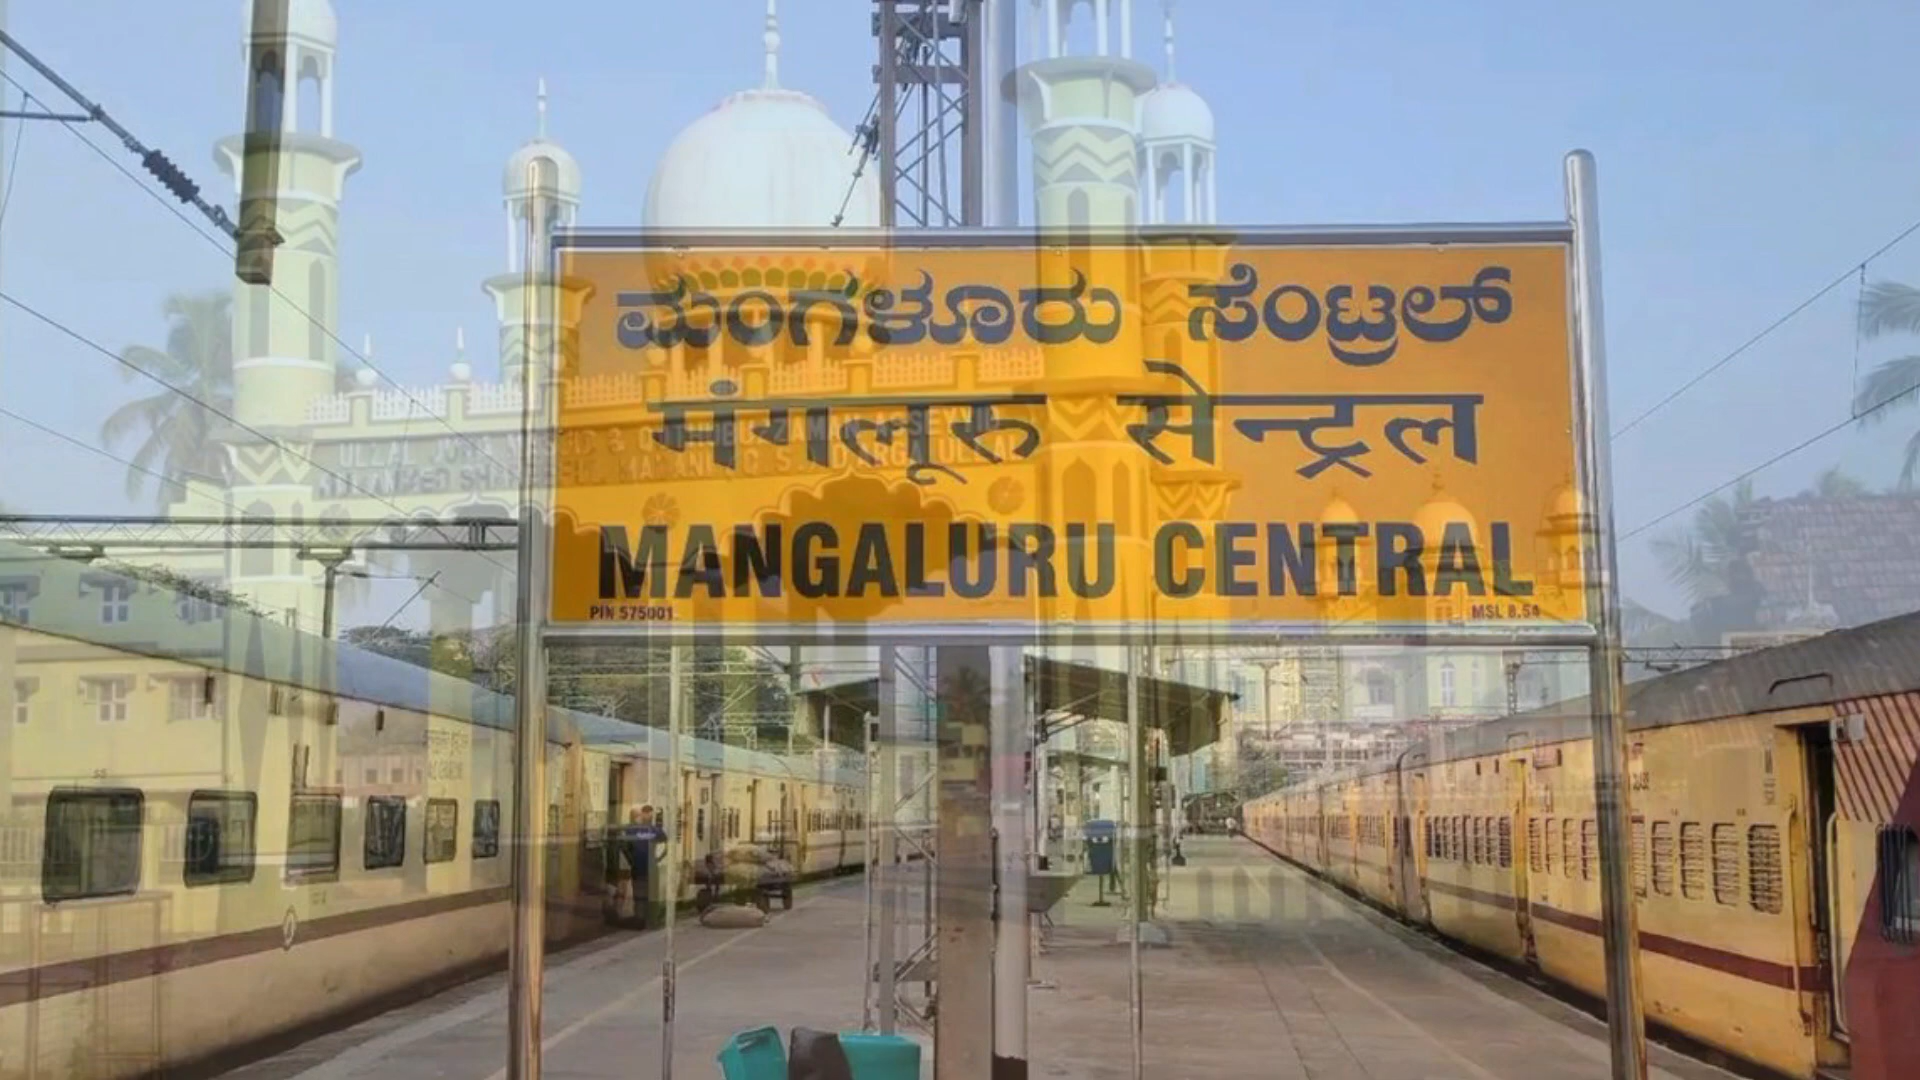 ಮಂಗಳೂರು ಸೆಂಟ್ರಲ್
मंगलूरु सेन्ट्रल
MANGALURU CENTRAL
PIN 575001
MSL 8.54